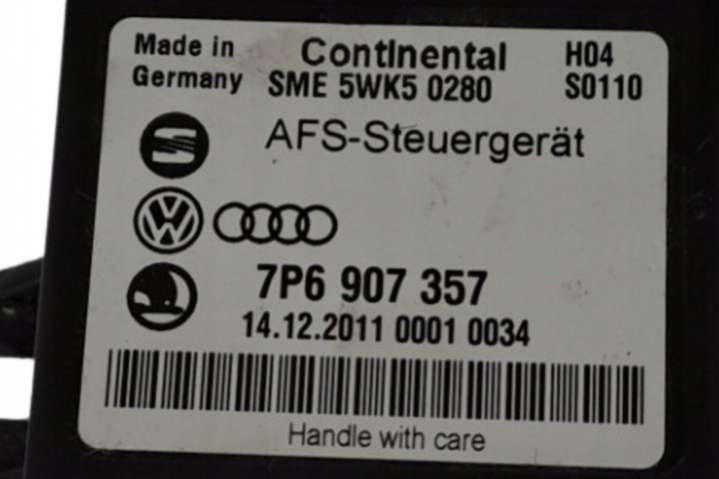 Made in Continental H04
Germany SME 5WK5 0280 S0110
AFS-Steuergerät
7P6 907 357
14.12.2011 0001 0034
Handle with care